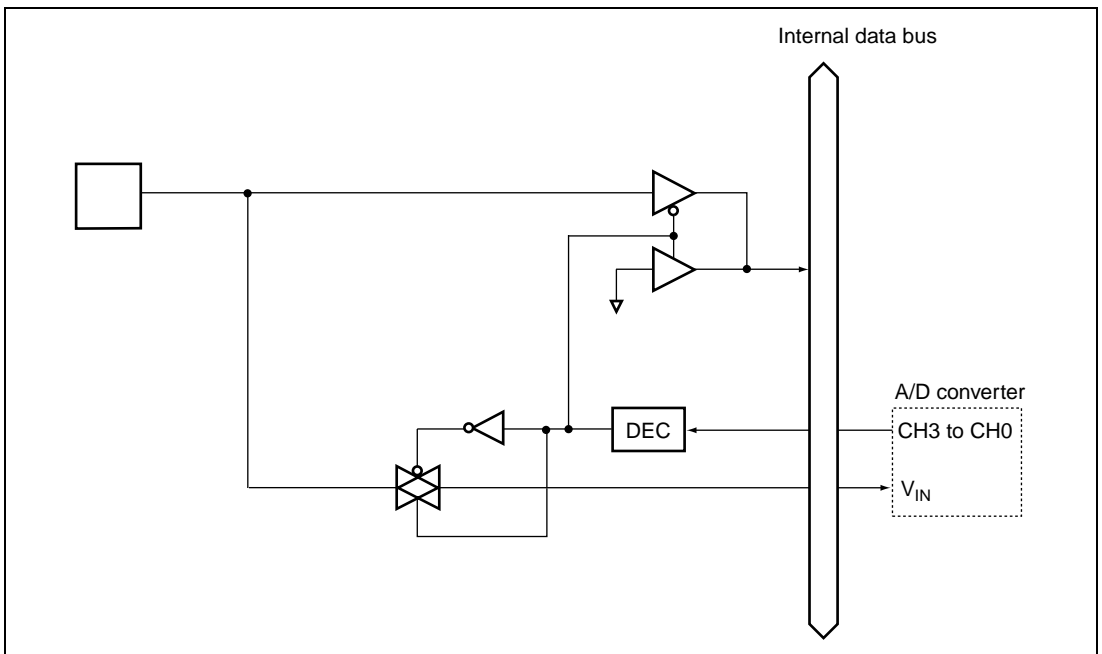 Internal data bus
A/D converter
DEC
CH3 to CH0
VIN